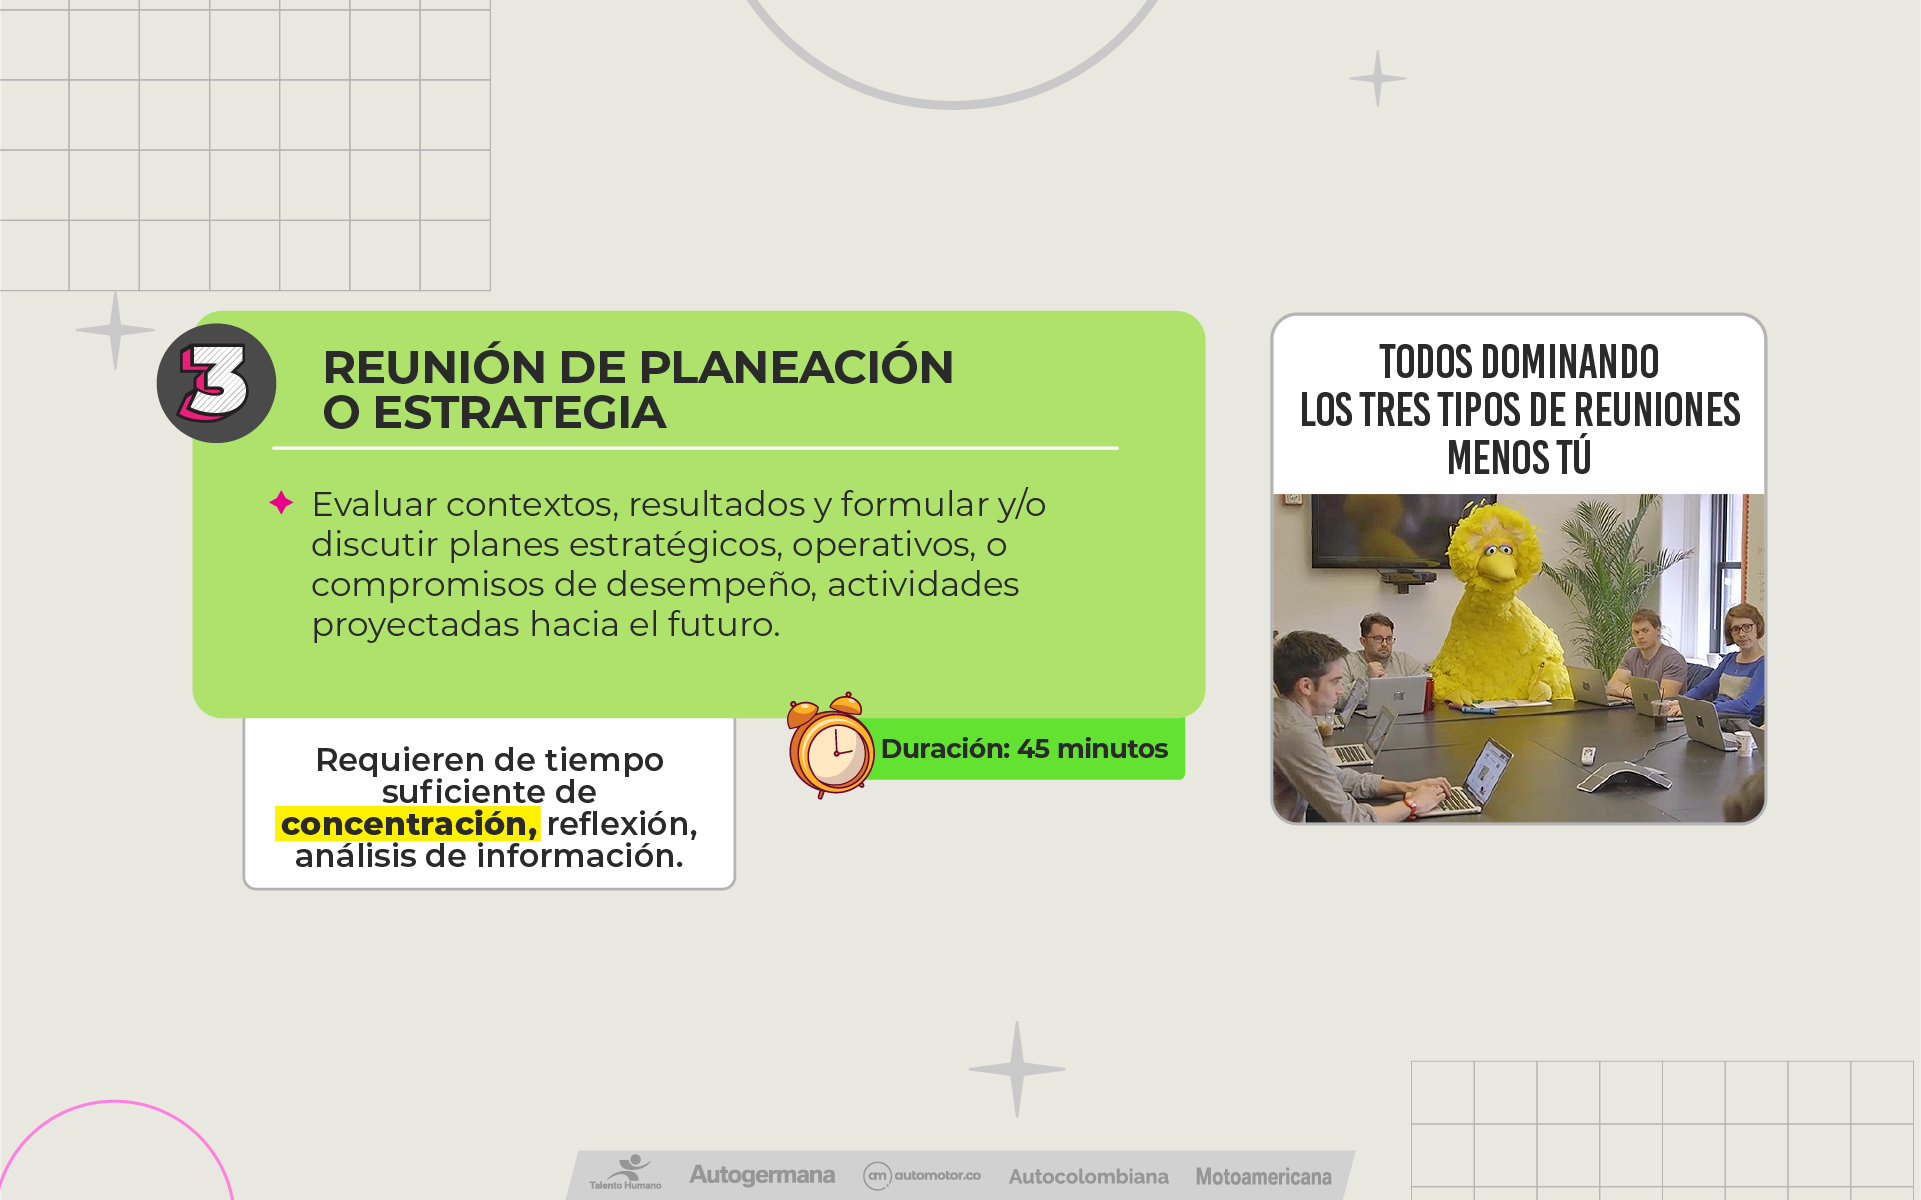 3
REUNIÓN DE PLANEACIÓN
O ESTRATEGIA
Evaluar contextos, resultados y formular y/o
discutir planes estratégicos, operativos, o
compromisos de desempeño, actividades
proyectadas hacia el futuro.
Requieren de tiempo
suficiente de
concentración, reflexión,
análisis de información.
Duración: 45 minutos
TODOS DOMINANDO
LOS TRES TIPOS DE REUNIONES
MENOS TÚ
Talento Humano
Autogermana
am automotor.co
Autocolombiana
Motoamericana